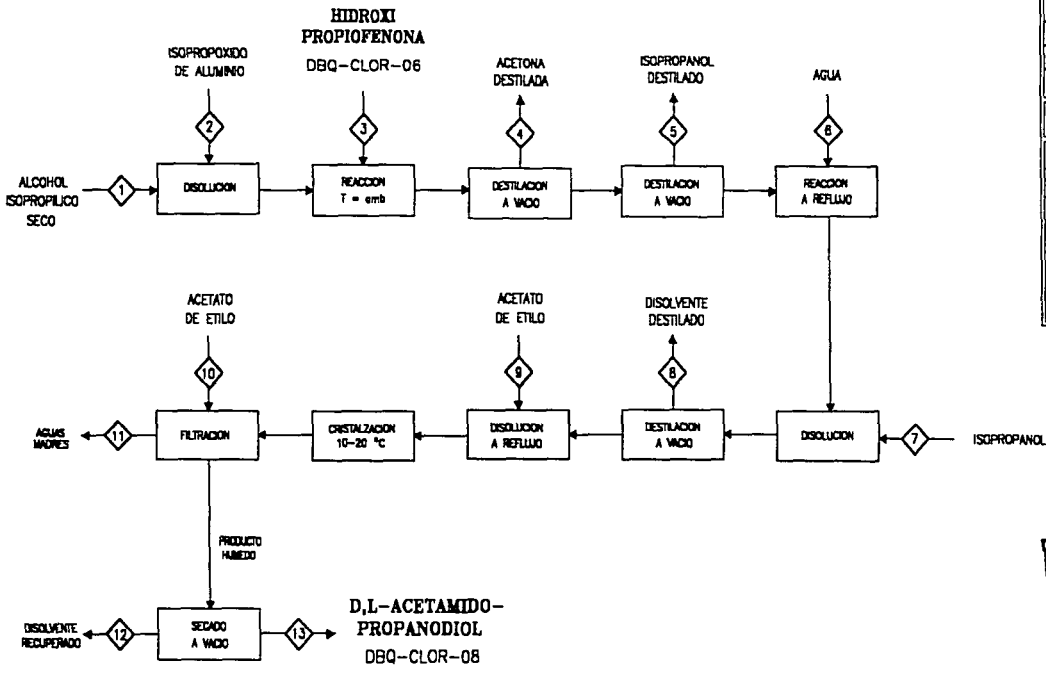 HIDROXI
PROPIOFENONA
DBQ-CLOR-06
ISOPROPOXIDO
DE ALUMINIO
ACETONA
DESTILADA
ISOPROPANOL
DESTILADO
AGUA
2
3
4
5
6
ALCOHOL
ISOPROPILICO
SECO
1
DISOLUCION
REACCION
T = amb
DESTILACION
A VACIO
DESTILACION
A VACIO
REACCION
A REFLUJO
ACETATO
DE ETILO
ACETATO
DE ETILO
DISOLVENTE
DESTILADO
10
9
8
AGUAS
MADRES
11
FILTRACION
CRISTALZACION
10-20 °C
DISOLUCION
A REFLUJO
DESTILACION
A VACIO
DISOLUCION
7
ISOPROPANOL
PRODUCTO
HUMEDO
DISOLVENTE
RECUPERADO
12
SECADO
A VACIO
13
D,L-ACETAMIDO-
PROPANODIOL
DBQ-CLOR-08